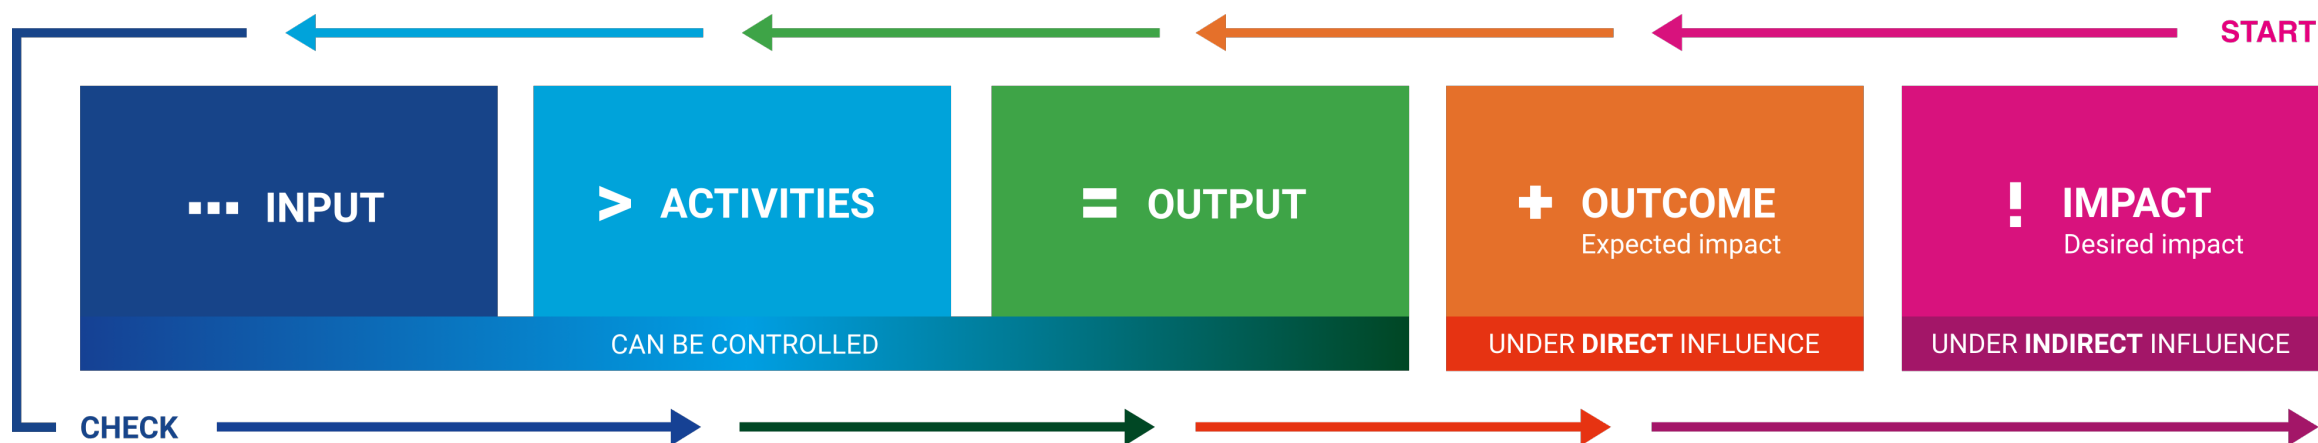 START
INPUT
> ACTIVITIES
= OUTPUT
+ OUTCOME
Expected impact
! IMPACT
Desired impact
CAN BE CONTROLLED
UNDER DIRECT INFLUENCE
UNDER INDIRECT INFLUENCE
CHECK